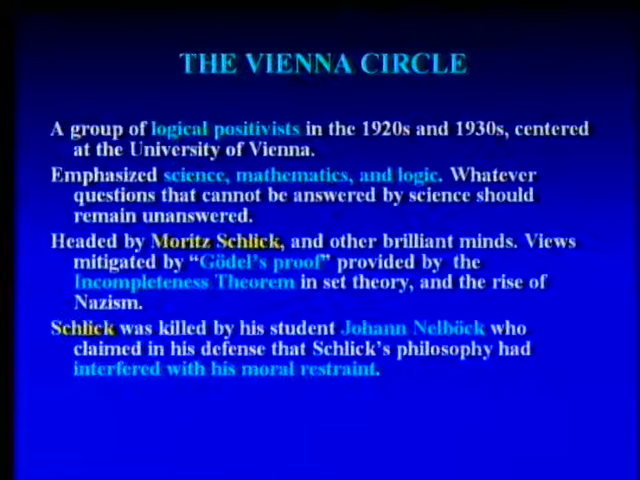 THE VIENNA CIRCLE
A group of logical positivists in the 1920s and 1930s, centered
at the University of Vienna.
Emphasized science, mathematics, and logic. Whatever
questions that cannot be answered by science should
remain unanswered.
Headed by Moritz Schlick, and other brilliant minds. Views
mitigated by “Gödel’s proof” provided by the
Incompleteness Theorem in set theory, and the rise of
Nazism.
Schlick was killed by his student Johann Nelböck who
claimed in his defense that Schlick’s philosophy had
interfered with his moral restraint.